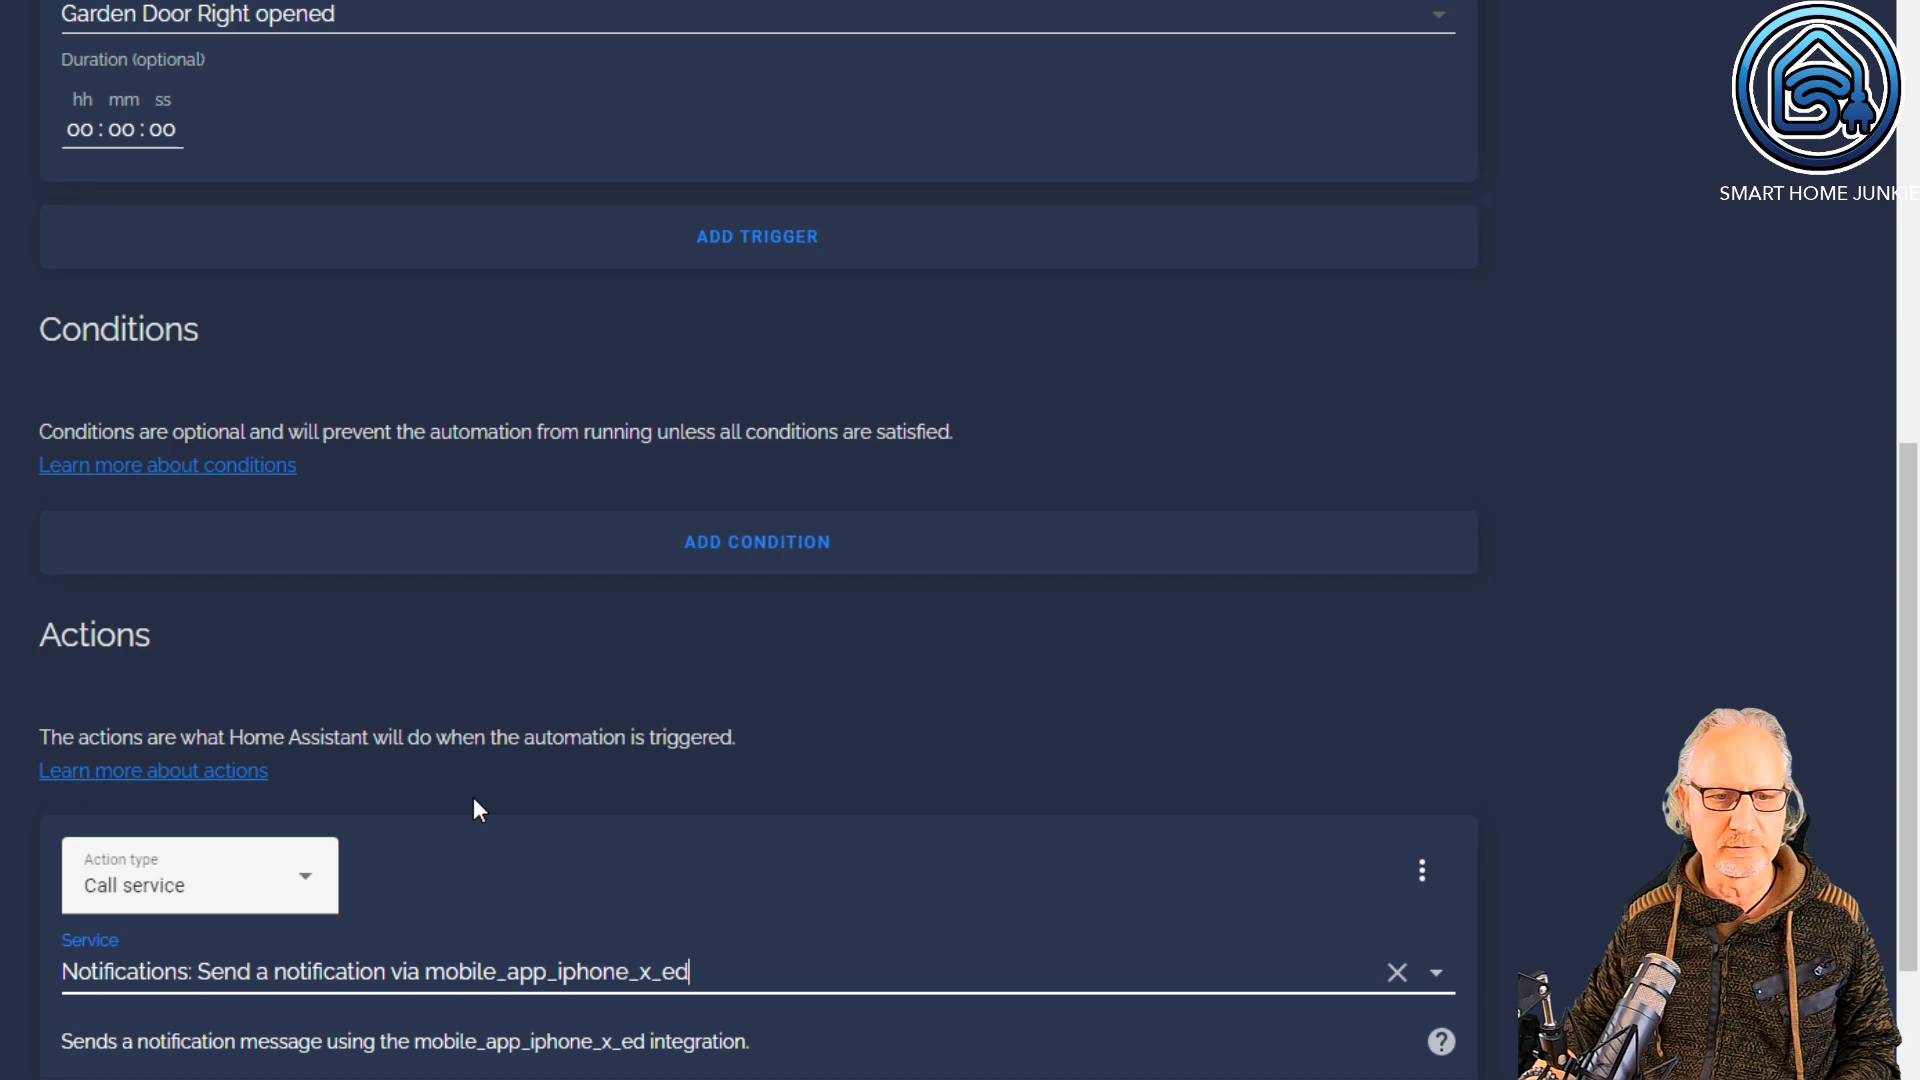 Garden Door Right opened
Duration (optional)
hh mm ss
00 : 00 : 00
ADD TRIGGER
Conditions
Conditions are optional and will prevent the automation from running unless all conditions are satisfied.
Learn more about conditions
ADD CONDITION
Actions
The actions are what Home Assistant will do when the automation is triggered.
Learn more about actions
Action type
Call service
Service
Notifications: Send a notification via mobile_app_iphone_x_ed
Sends a notification message using the mobile_app_iphone_x_ed integration.
SMART HOME JUNKIE